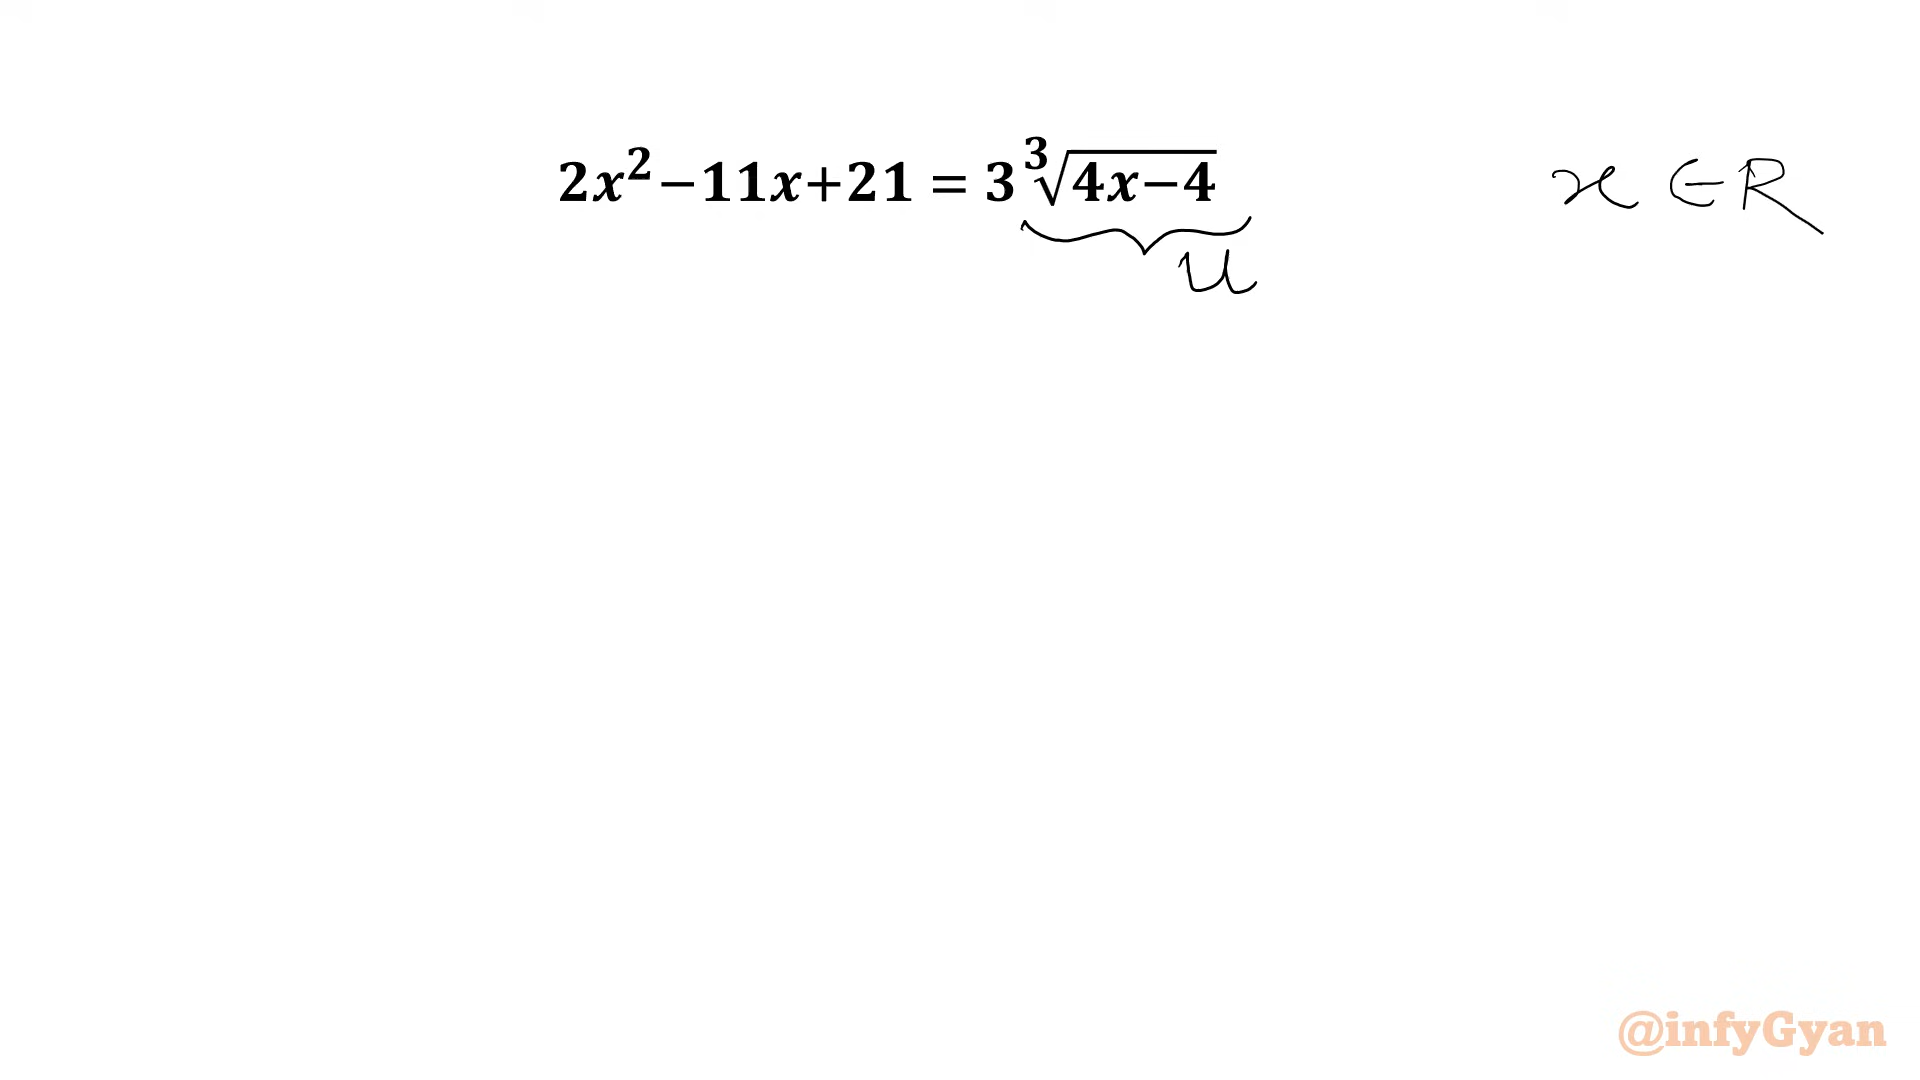 2x²−11x+21 = 3∛(4x−4) x ∈ R
u
@infyGyan